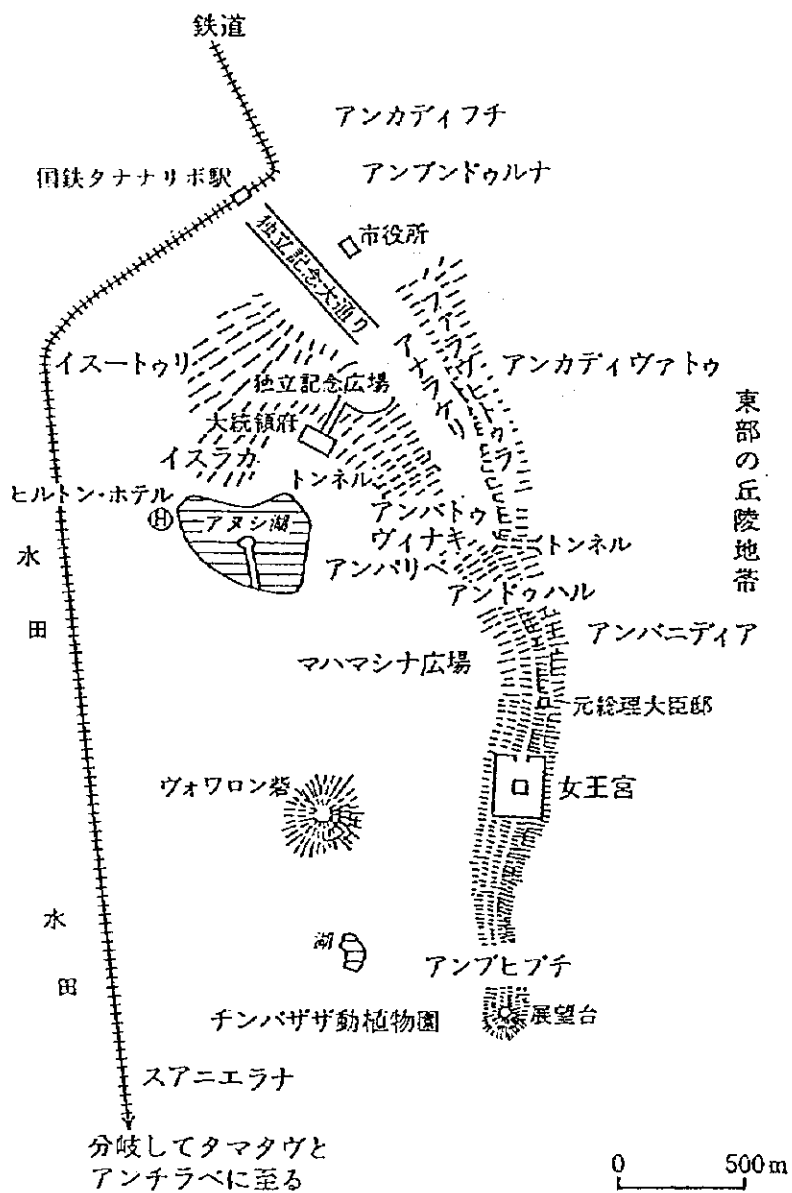 鉄道
アンカディフチ
国鉄タナナリボ駅
アンブンドゥルナ
市役所
独立記念大通り
ファラヴィヒトゥラ
アナラケリ
イストゥリ
アンカディヴァトゥ
独立記念広場
大統領府
東部の丘陵地帯
イスラカ
トンネル
ヒルトン・ホテル
H
アヌシ湖
アンバトゥ
ヴィナキ
トンネル
アンバリベ
水田
アンドゥハル
アンバニディア
マハマシナ広場
元総理大臣邸
ヴォワロン砦
女王宮
水田
湖
アンブヒブチ
チンバザザ動植物園
展望台
スアニエラナ
分岐してタマタヴと
アンチラベに至る
0 500m